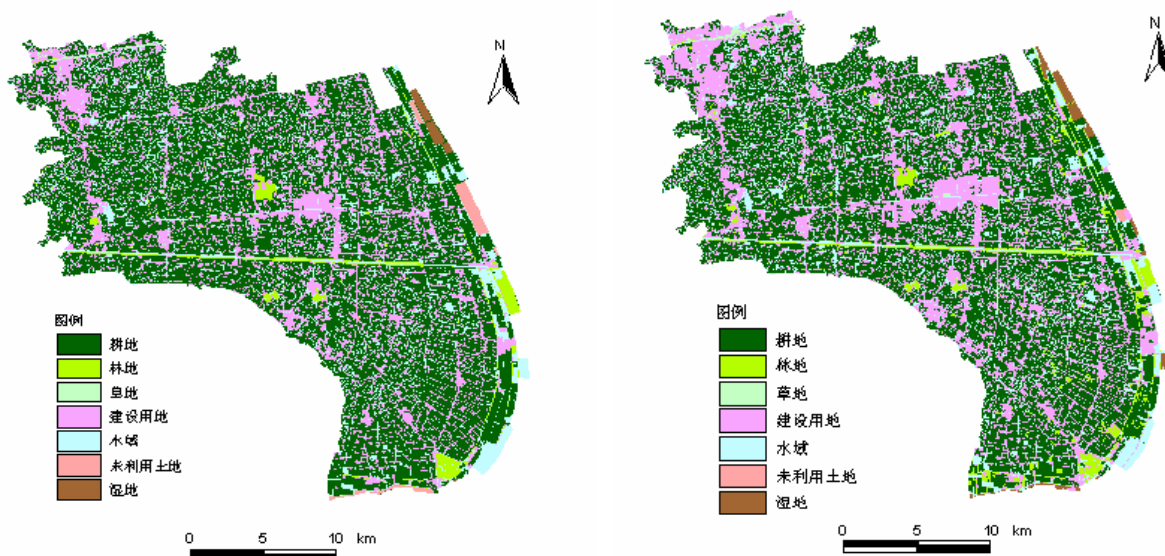 N
图例
耕地
林地
草地
建设用地
水域
未利用土地
湿地
0 5 10 km
N
图例
耕地
林地
草地
建设用地
水域
未利用土地
湿地
0 5 10 km